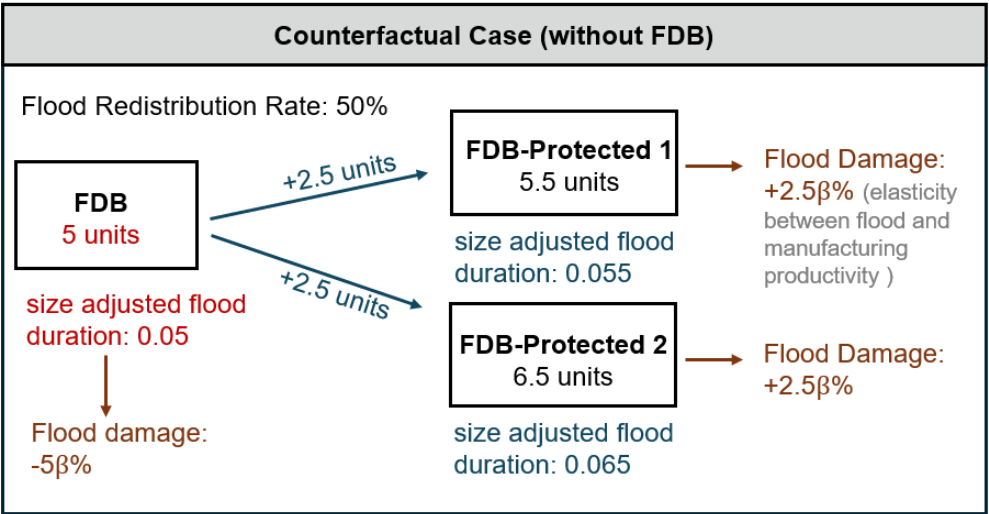 Counterfactual Case (without FDB)
Flood Redistribution Rate: 50%
FDB
5 units
size adjusted flood
duration: 0.05
Flood damage:
-5β%
+2.5 units
+2.5 units
FDB-Protected 1
5.5 units
size adjusted flood
duration: 0.055
Flood Damage:
+2.5β% (elasticity
between flood and
manufacturing
productivity )
FDB-Protected 2
6.5 units
size adjusted flood
duration: 0.065
Flood Damage:
+2.5β%